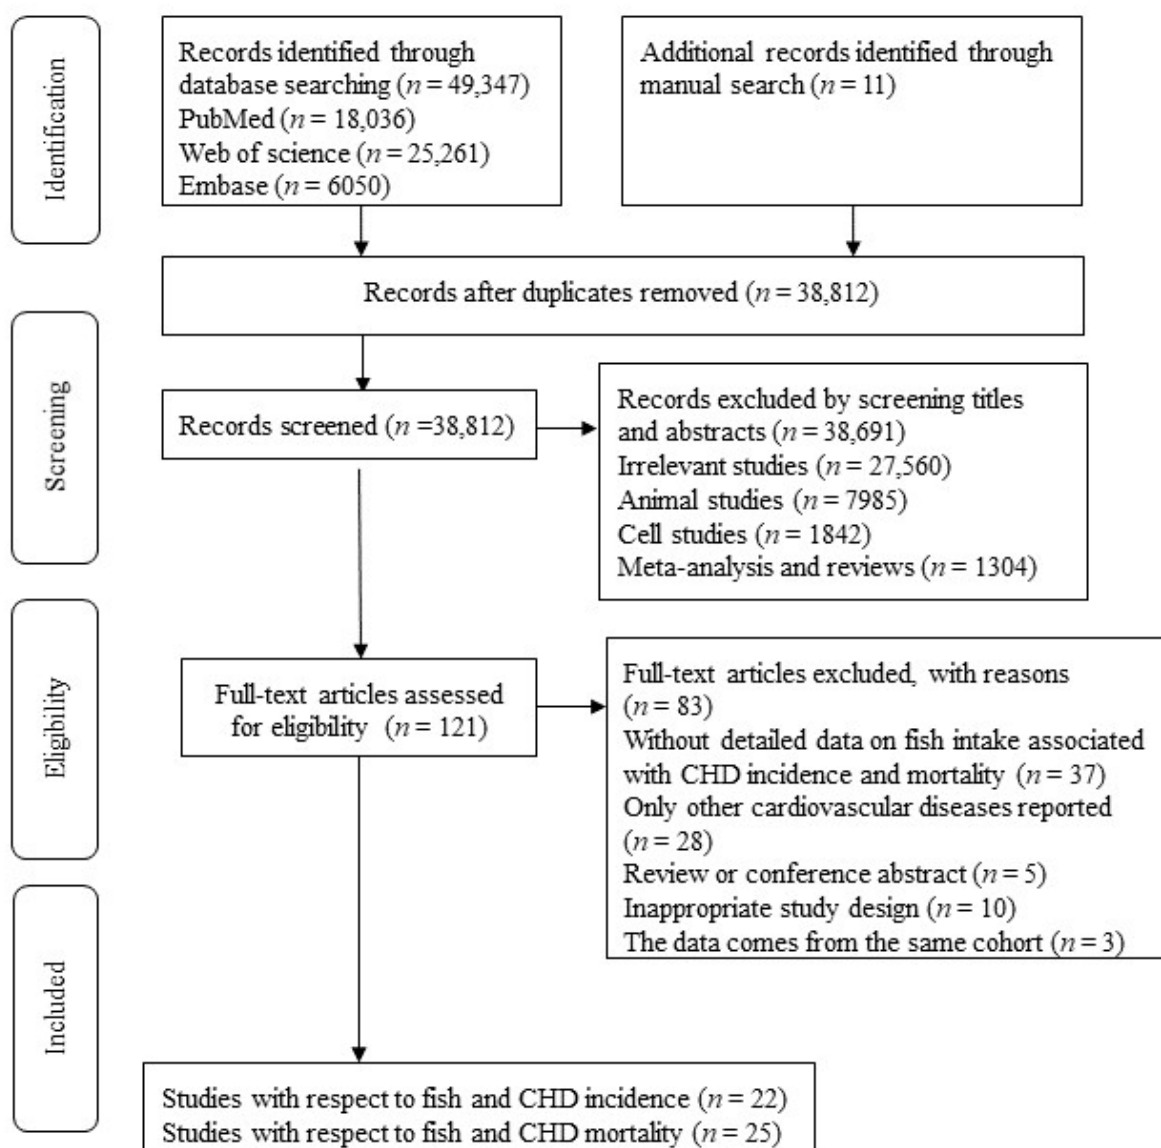 Identification
Records identified through
database searching (n = 49,347)
PubMed (n = 18,036)
Web of science (n = 25,261)
Embase (n = 6050)
Additional records identified through
manual search (n = 11)
Records after duplicates removed (n = 38,812)
Screening
Records screened (n =38,812)
Records excluded by screening titles
and abstracts (n = 38,691)
Irrelevant studies (n = 27,560)
Animal studies (n = 7985)
Cell studies (n = 1842)
Meta-analysis and reviews (n = 1304)
Eligibility
Full-text articles assessed
for eligibility (n = 121)
Full-text articles excluded, with reasons
(n = 83)
Without detailed data on fish intake associated
with CHD incidence and mortality (n = 37)
Only other cardiovascular diseases reported
(n = 28)
Review or conference abstract (n = 5)
Inappropriate study design (n = 10)
The data comes from the same cohort (n = 3)
Included
Studies with respect to fish and CHD incidence (n = 22)
Studies with respect to fish and CHD mortality (n = 25)